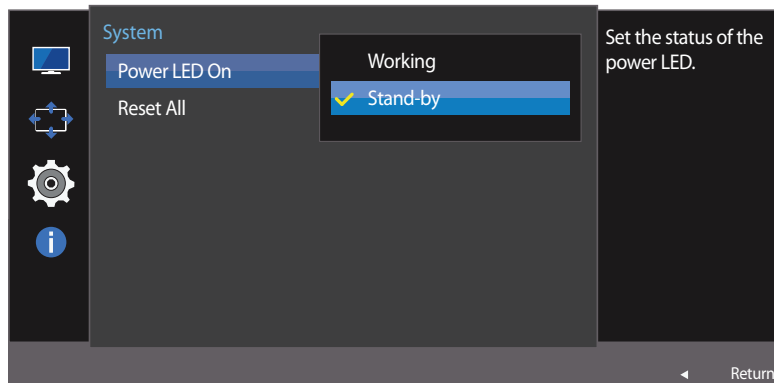 System
Power LED On
Reset All
Working
Stand-by
Set the status of the
power LED.
Return